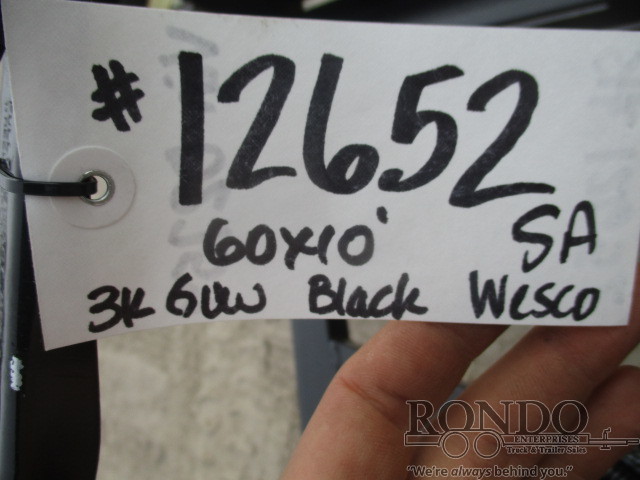 #12652
60x10' SA
3K GVW Black Wesco
RONDO
ENTERPRISES
Truck & Trailer Sales
"We're always behind you."